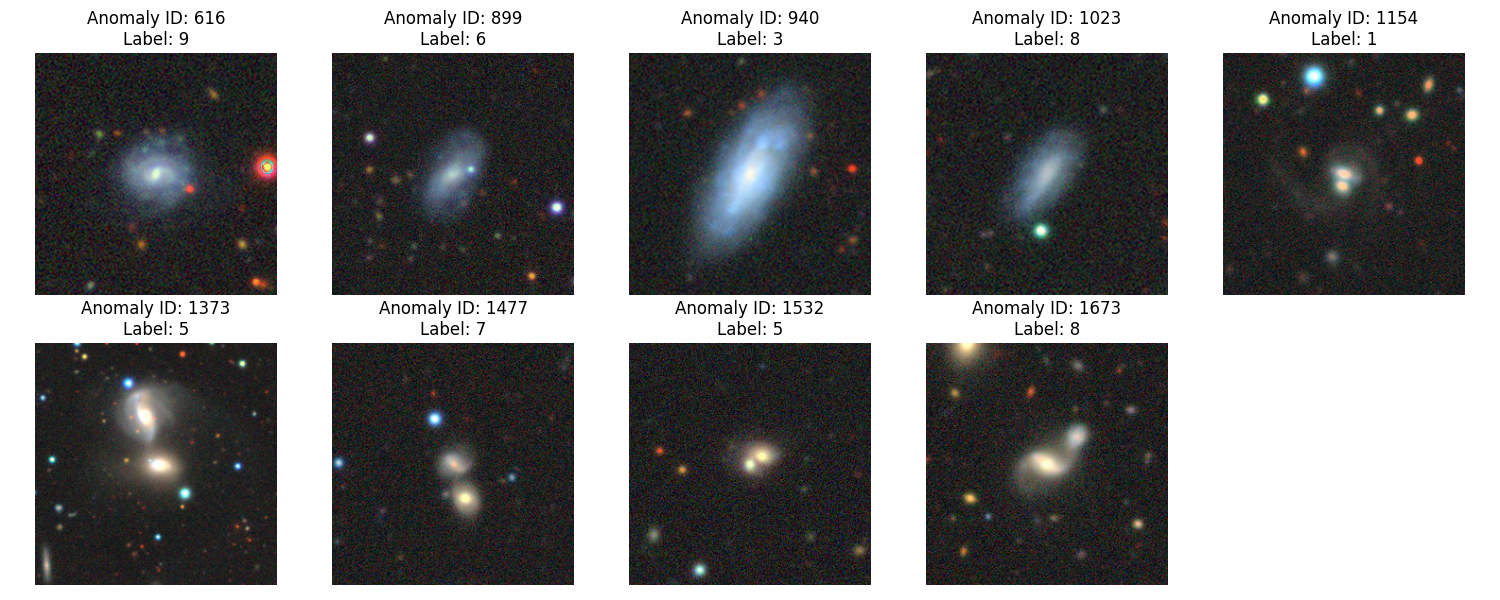 Anomaly ID: 616
Label: 9
Anomaly ID: 899
Label: 6
Anomaly ID: 940
Label: 3
Anomaly ID: 1023
Label: 8
Anomaly ID: 1154
Label: 1
Anomaly ID: 1373
Label: 5
Anomaly ID: 1477
Label: 7
Anomaly ID: 1532
Label: 5
Anomaly ID: 1673
Label: 8